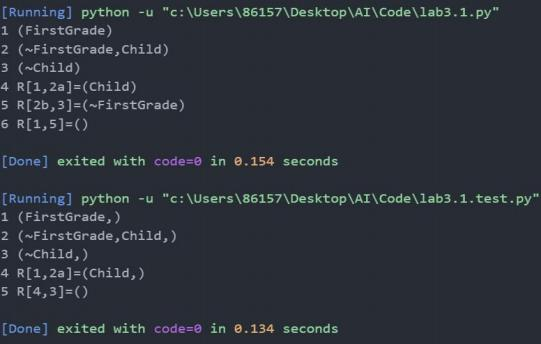 [Running] python -u "c:\Users\86157\Desktop\AI\Code\lab3.1.py"
1 (FirstGrade)
2 (~FirstGrade,Child)
3 (~Child)
4 R[1,2a]=(Child)
5 R[2b,3]=(~FirstGrade)
6 R[1,5]=()
[Done] exited with code=0 in 0.154 seconds
[Running] python -u "c:\Users\86157\Desktop\AI\Code\lab3.1.test.py"
1 (FirstGrade,)
2 (~FirstGrade,Child,)
3 (~Child,)
4 R[1,2a]=(Child,)
5 R[4,3]=()
[Done] exited with code=0 in 0.134 seconds